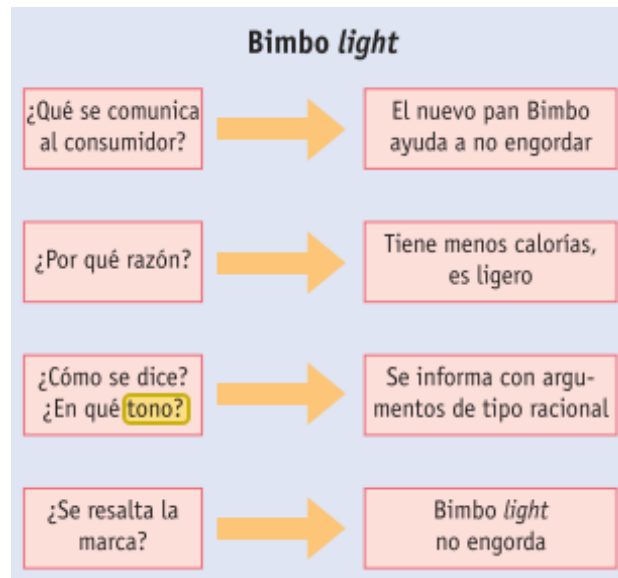 Bimbo light
¿Qué se comunica
al consumidor?
El nuevo pan Bimbo
ayuda a no engordar
¿Por qué razón?
Tiene menos calorías,
es ligero
¿Cómo se dice?
¿En qué tono?
Se informa con argu-
mentos de tipo racional
¿Se resalta la
marca?
Bimbo light
no engorda